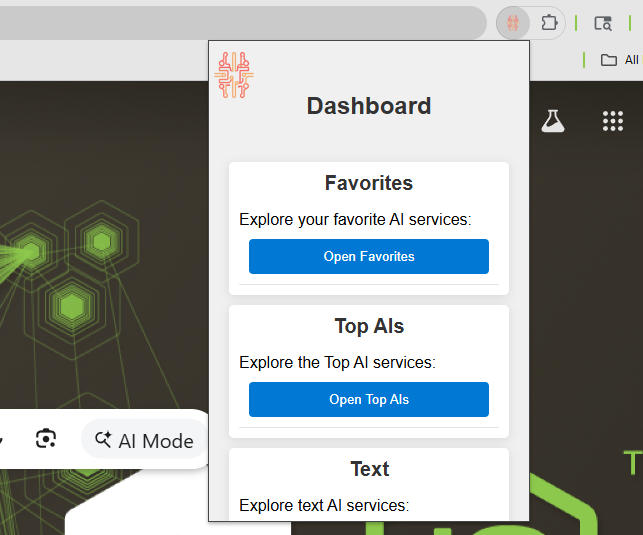 All
Dashboard
Favorites
Explore your favorite AI services:
Open Favorites
Top AIs
Explore the Top AI services:
Open Top AIs
AI Mode
Text
T
Explore text AI services: